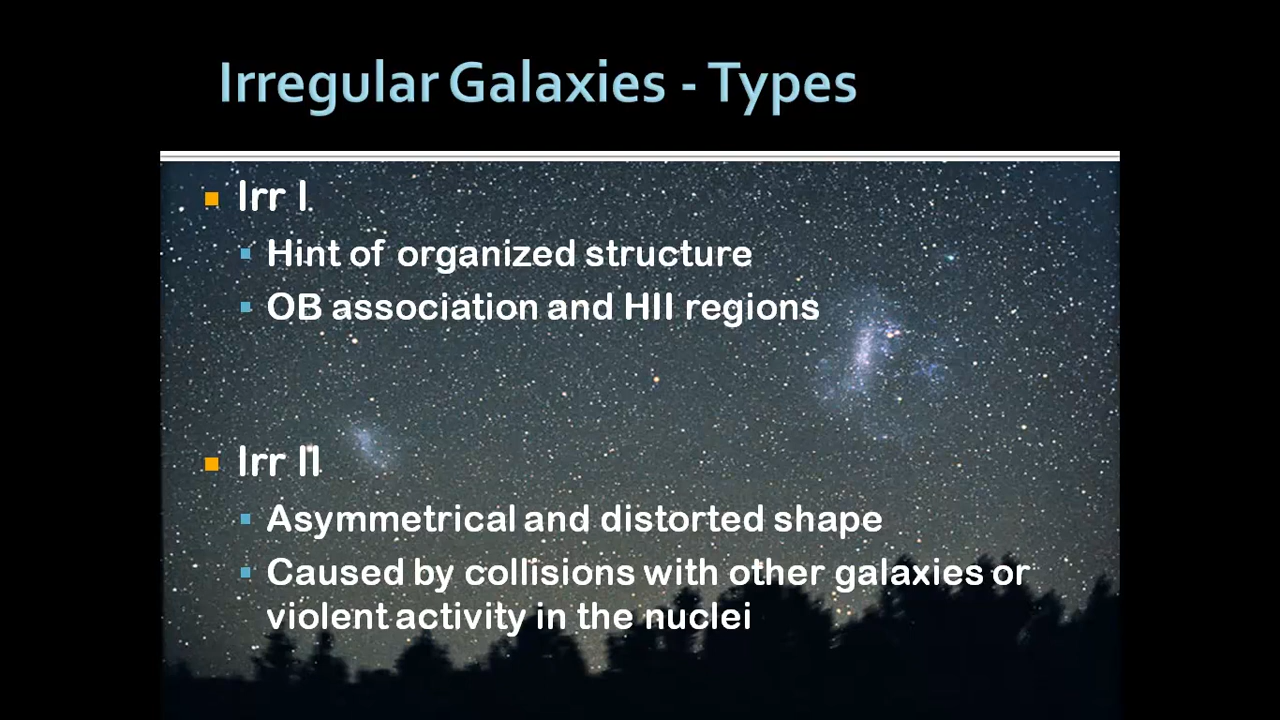 Irregular Galaxies - Types
Irr I
Hint of organized structure
OB association and HII regions
Irr II
Asymmetrical and distorted shape
Caused by collisions with other galaxies or
violent activity in the nuclei